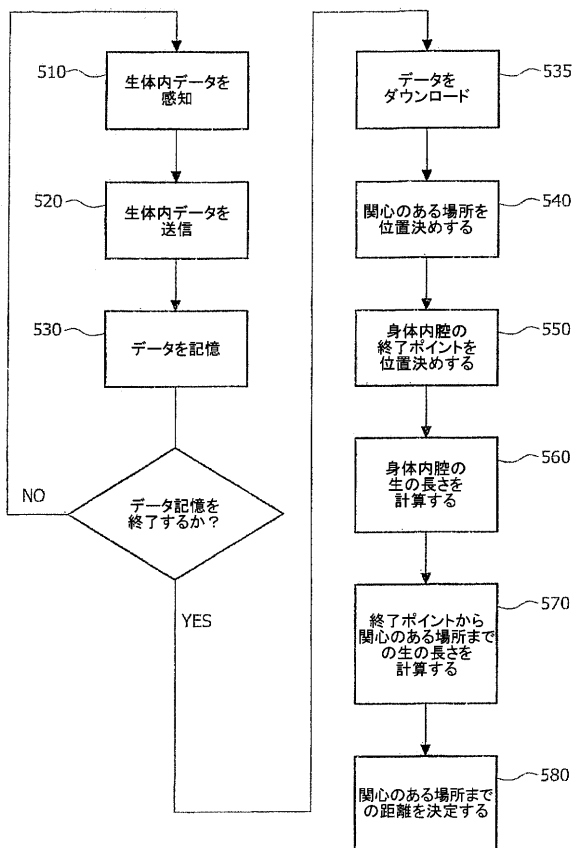 510
生体内データを
感知
520
生体内データを
送信
530
データを記憶
データ記憶を
終了するか？
NO
YES
535
データを
ダウンロード
540
関心のある場所を
位置決めする
550
身体内腔の
終了ポイントを
位置決めする
560
身体内腔の
生の長さを
計算する
570
終了ポイントから
関心のある場所まで
の生の長さを
計算する
580
関心のある場所まで
の距離を決定する